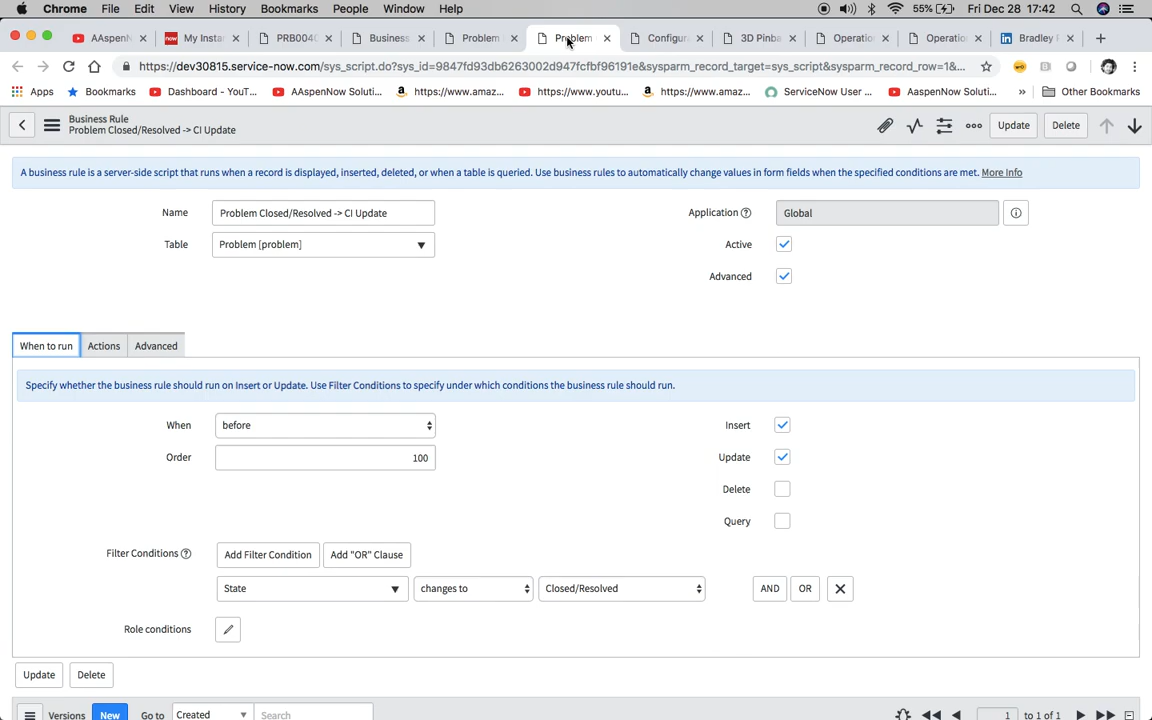 Chrome File Edit View History Bookmarks People Window Help 55% Fri Dec 28 17:42
AAspenN My Insta PRB0040 Business Problem Problem Configura 3D Pinba Operatio Operatio Bradley
https://dev30815.service-now.com/sys_script.do?sys_id=9847fd93db6263002d947fcfbf96191e&sysparm_record_target=sys_script&sysparm_record_row=1&...
Apps Bookmarks Dashboard - YouT... AAspenNow Soluti... https://www.amaz... https://www.youtu... https://www.amaz... ServiceNow User ... AAspenNow Soluti... » Other Bookmarks
Business Rule
Problem Closed/Resolved -> CI Update
Update Delete
A business rule is a server-side script that runs when a record is displayed, inserted, deleted, or when a table is queried. Use business rules to automatically change values in form fields when the specified conditions are met. More Info
Name Problem Closed/Resolved -> CI Update Application Global
Table Problem [problem] Active
Advanced
When to run Actions Advanced
Specify whether the business rule should run on Insert or Update. Use Filter Conditions to specify under which conditions the business rule should run.
When before Insert
Order 100 Update
Delete
Query
Filter Conditions Add Filter Condition Add "OR" Clause
State changes to Closed/Resolved AND OR
Role conditions
Update Delete
Versions New Go to Created Search 1 to 1 of 1